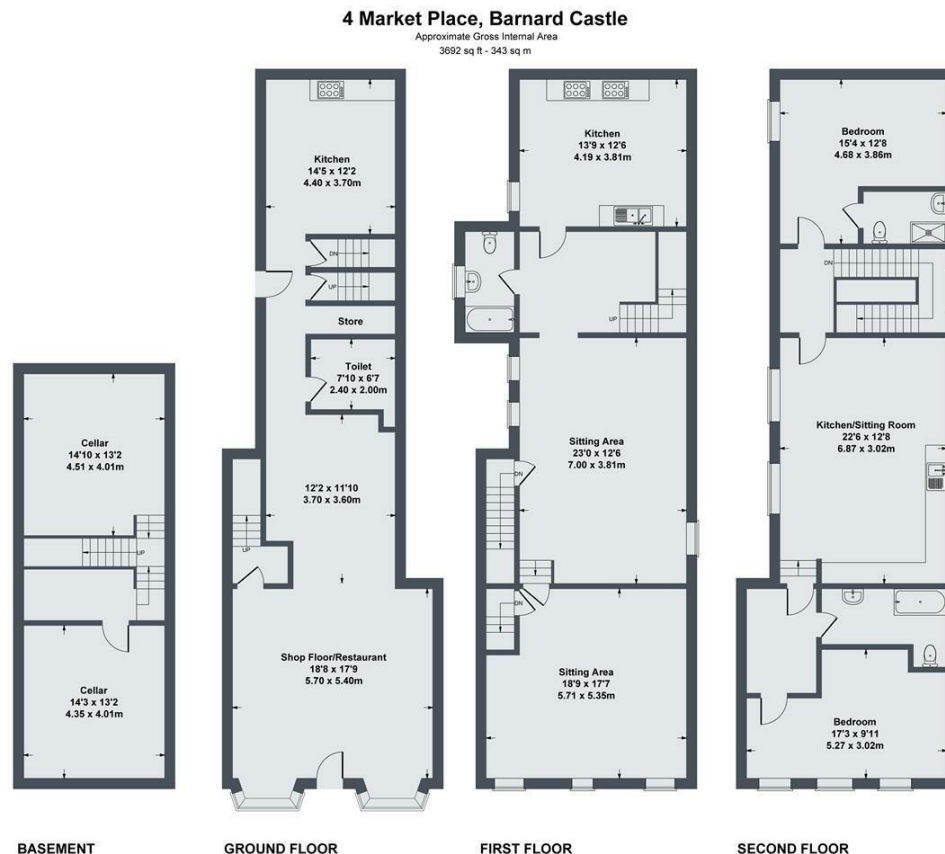 4 Market Place, Barnard Castle
Approximate Gross Internal Area
3692 sq ft - 343 sq m
Cellar
14'10 x 13'2
4.51 x 4.01m
UP
Cellar
14'3 x 13'2
4.35 x 4.01m
BASEMENT
Kitchen
14'5 x 12'2
4.40 x 3.70m
DN
UP
Store
Toilet
7'10 x 6'7
2.40 x 2.00m
12'2 x 11'10
3.70 x 3.60m
UP
Shop Floor/Restaurant
18'8 x 17'9
5.70 x 5.40m
GROUND FLOOR
Kitchen
13'9 x 12'6
4.19 x 3.81m
UP
Sitting Area
23'0 x 12'6
7.00 x 3.81m
DN
DN
Sitting Area
18'9 x 17'7
5.71 x 5.35m
FIRST FLOOR
Bedroom
15'4 x 12'8
4.68 x 3.86m
DN
Kitchen/Sitting Room
22'6 x 12'8
6.87 x 3.02m
Bedroom
17'3 x 9'11
5.27 x 3.02m
SECOND FLOOR